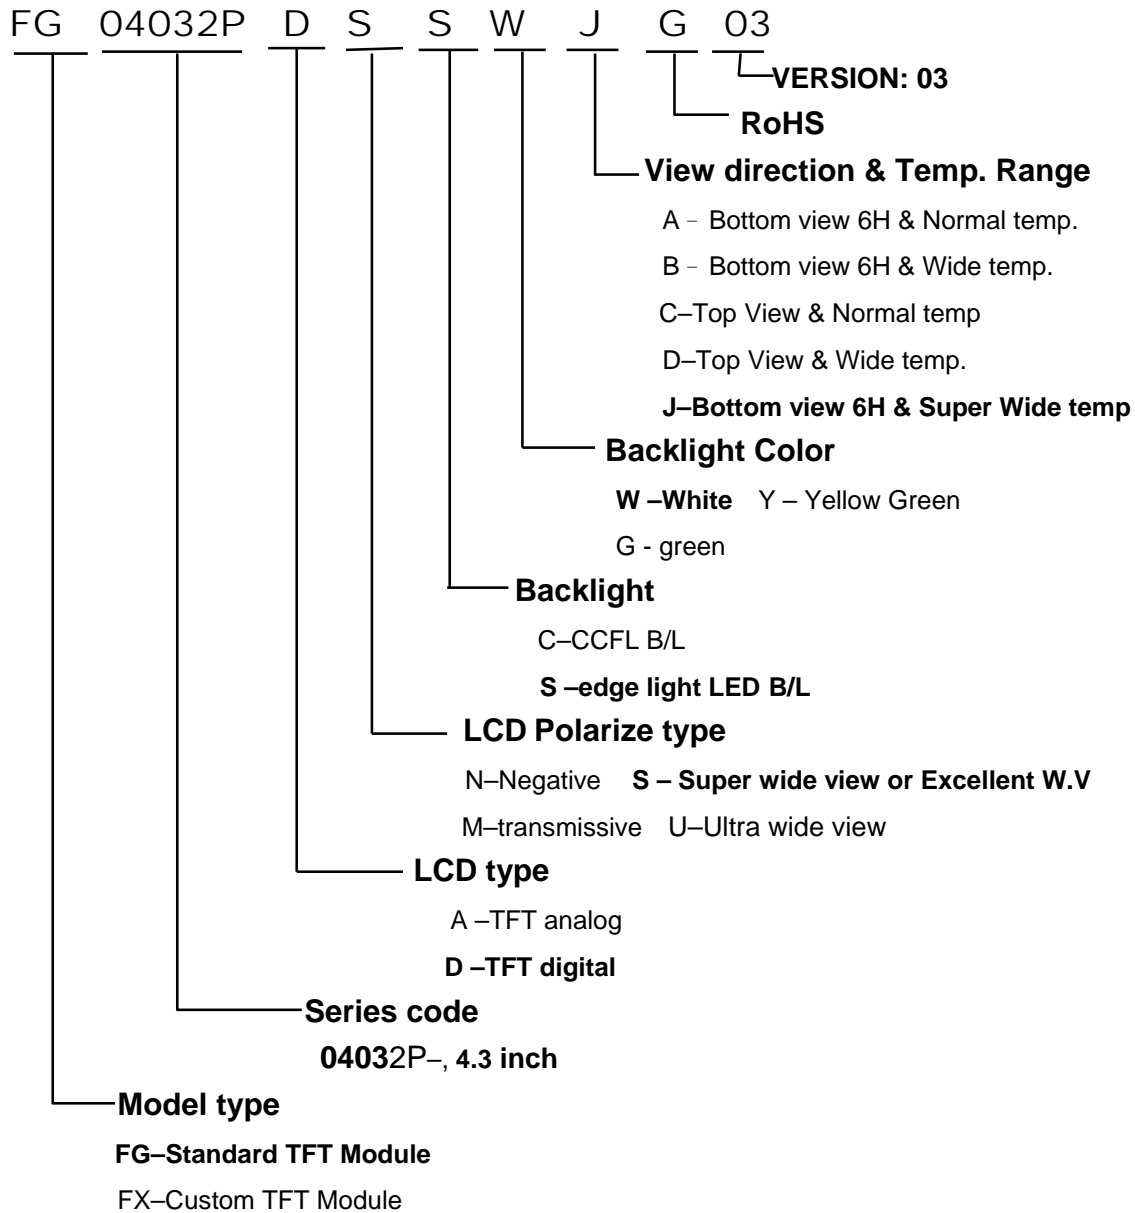 FG 04032P D S S W J G 03
VERSION: 03
RoHS
View direction & Temp. Range
A – Bottom view 6H & Normal temp.
B – Bottom view 6H & Wide temp.
C–Top View & Normal temp
D–Top View & Wide temp.
J–Bottom view 6H & Super Wide temp
Backlight Color
W –White Y – Yellow Green
G - green
Backlight
C–CCFL B/L
S –edge light LED B/L
LCD Polarize type
N–Negative S – Super wide view or Excellent W.V
M–transmissive U–Ultra wide view
LCD type
A –TFT analog
D –TFT digital
Series code
04032P–, 4.3 inch
Model type
FG–Standard TFT Module
FX–Custom TFT Module